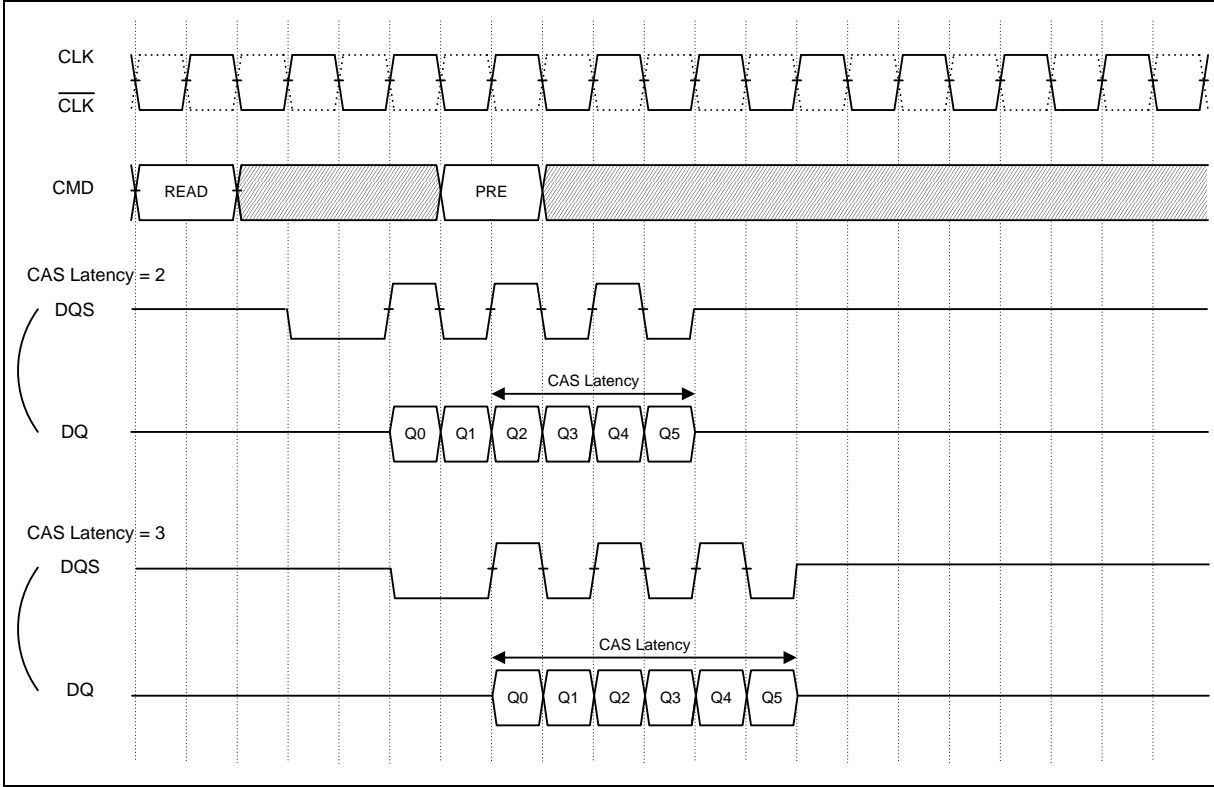 CLK
CLK
CMD
READ
PRE
CAS Latency = 2
DQS
CAS Latency
DQ
Q0 Q1 Q2 Q3 Q4 Q5
CAS Latency = 3
DQS
CAS Latency
DQ
Q0 Q1 Q2 Q3 Q4 Q5